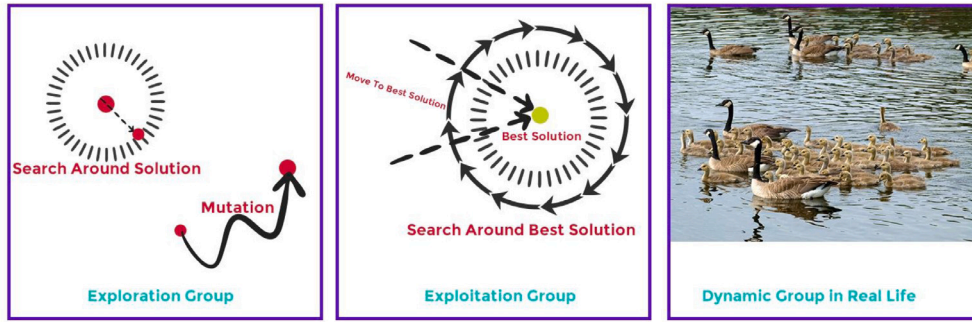 Search Around Solution
Mutation
Exploration Group
Move To Best Solution
Best Solution
Search Around Best Solution
Exploitation Group
Dynamic Group in Real Life